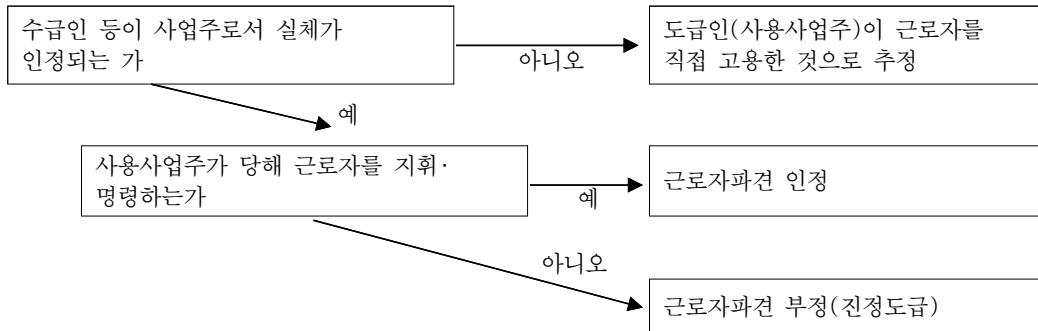 수급인 등이 사업주로서 실체가
인정되는 가
아니오
도급인(사용사업주)이 근로자를
직접 고용한 것으로 추정
예
사용사업주가 당해 근로자를 지휘·
명령하는가
예
근로자파견 인정
아니오
근로자파견 부정(진정도급)